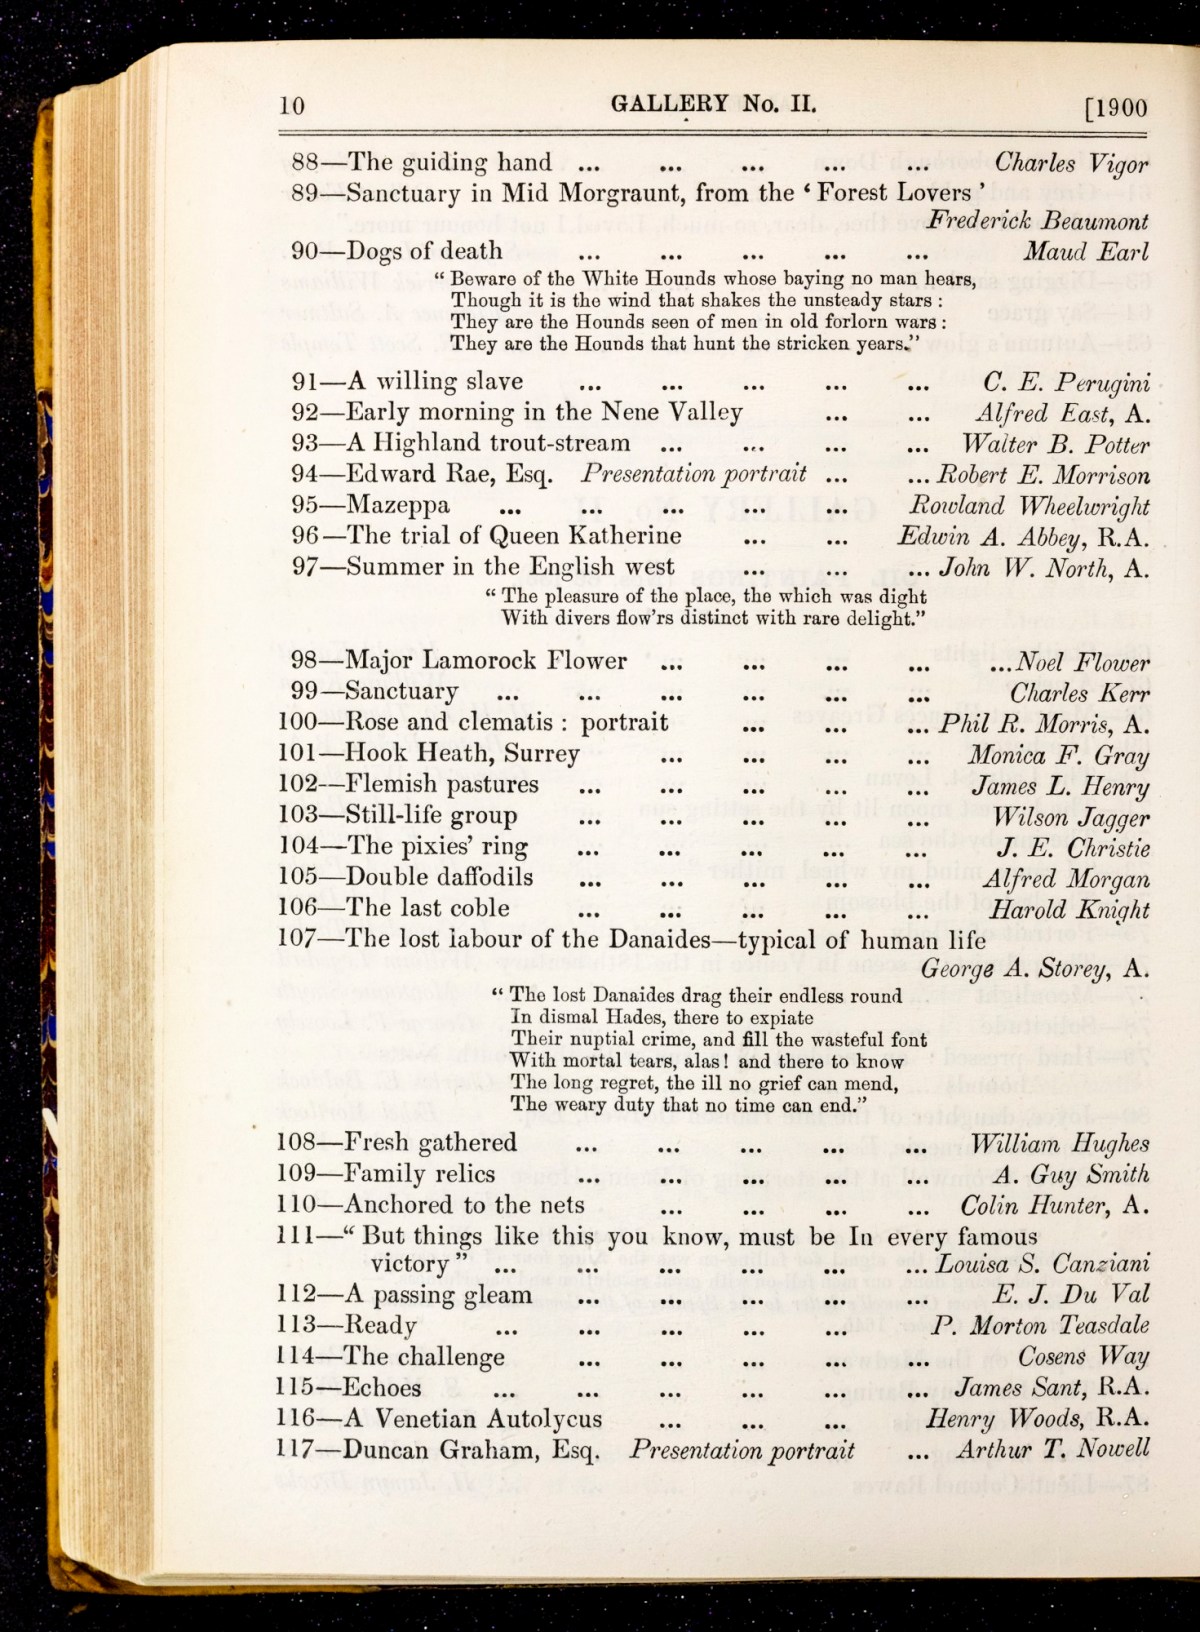 10 GALLERY No. II. [1900
88—The guiding hand ... ... ... ... ... Charles Vigor
89—Sanctuary in Mid Morgraunt, from the ‘ Forest Lovers ’
Frederick Beaumont
90—Dogs of death ... ... ... ... ... Maud Earl
“ Beware of the White Hounds whose baying no man hears,
Though it is the wind that shakes the unsteady stars :
They are the Hounds seen of men in old forlorn wars :
They are the Hounds that hunt the stricken years.”
91—A willing slave ... ... ... ... ... C. E. Perugini
92—Early morning in the Nene Valley ... ... Alfred East, A.
93—A Highland trout-stream ... ... ... ... Walter B. Potter
94—Edward Rae, Esq. Presentation portrait ... ... Robert E. Morrison
95—Mazeppa ... ... ... ... ... Rowland Wheelwright
96—The trial of Queen Katherine ... ... Edwin A. Abbey, R.A.
97—Summer in the English west ... ... ... John W. North, A.
“ The pleasure of the place, the which was dight
With divers flow'rs distinct with rare delight.”
98—Major Lamorock Flower ... ... ... ... ... Noel Flower
99—Sanctuary ... ... ... ... ... ... Charles Kerr
100—Rose and clematis : portrait ... ... ... Phil R. Morris, A.
101—Hook Heath, Surrey ... ... ... ... Monica F. Gray
102—Flemish pastures ... ... ... ... ... James L. Henry
103—Still-life group ... ... ... ... ... Wilson Jagger
104—The pixies' ring ... ... ... ... ... J. E. Christie
105—Double daffodils ... ... ... ... ... Alfred Morgan
106—The last coble ... ... ... ... ... Harold Knight
107—The lost labour of the Danaides—typical of human life
George A. Storey, A.
“ The lost Danaides drag their endless round
In dismal Hades, there to expiate
Their nuptial crime, and fill the wasteful font
With mortal tears, alas! and there to know
The long regret, the ill no grief can mend,
The weary duty that no time can end.”
108—Fresh gathered ... ... ... ... ... William Hughes
109—Family relics ... ... ... ... ... A. Guy Smith
110—Anchored to the nets ... ... ... ... Colin Hunter, A.
111—“ But things like this you know, must be In every famous
victory ” ... ... ... ... ... ... Louisa S. Canziani
112—A passing gleam ... ... ... ... ... E. J. Du Val
113—Ready ... ... ... ... ... P. Morton Teasdale
114—The challenge ... ... ... ... ... Cosens Way
115—Echoes ... ... ... ... ... ... James Sant, R.A.
116—A Venetian Autolycus ... ... ... Henry Woods, R.A.
117—Duncan Graham, Esq. Presentation portrait ... Arthur T. Nowell